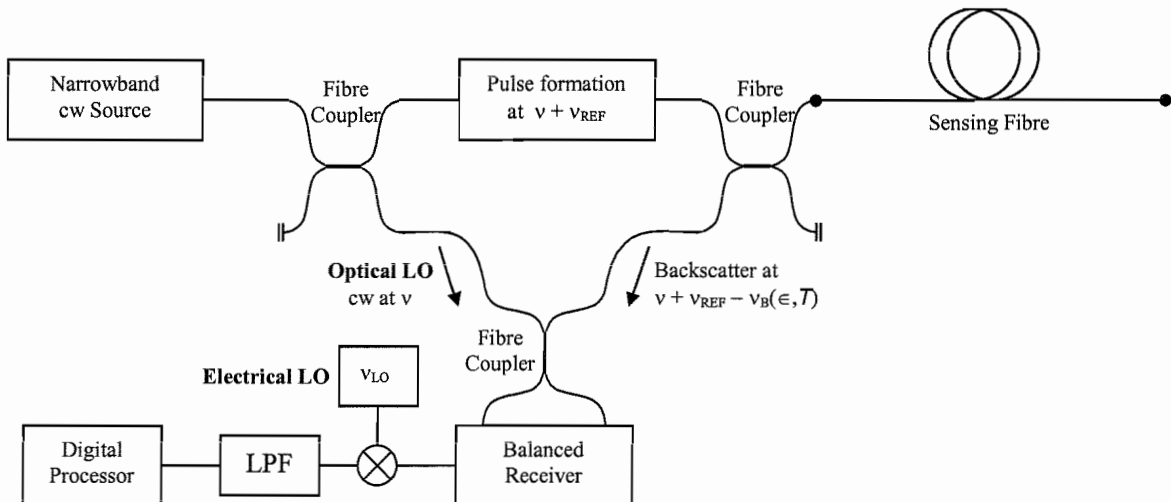 Narrowband
cw Source
Fibre
Coupler
Pulse formation
at ν + νREF
Fibre
Coupler
Sensing Fibre
Optical LO
cw at ν
Backscatter at
ν + νREF − νB(∈,T)
Fibre
Coupler
Electrical LO
νLO
Digital
Processor
LPF
Balanced
Receiver